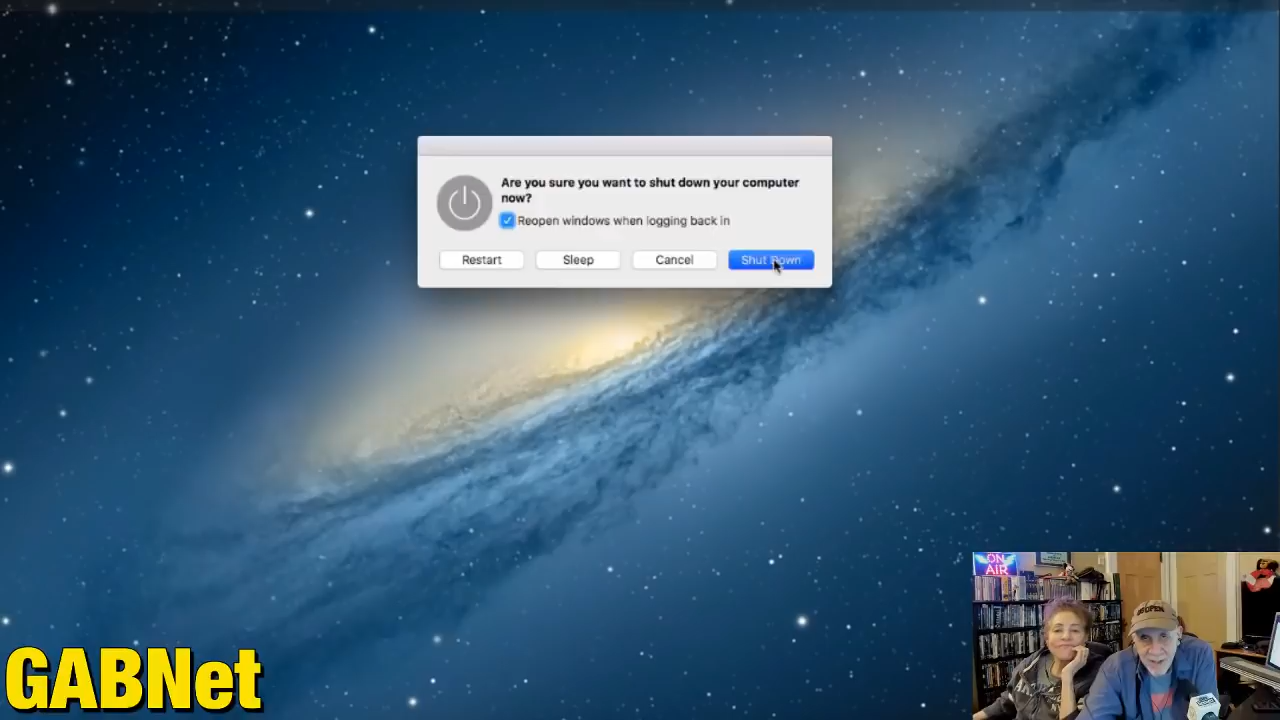 Are you sure you want to shut down your computer
now?
Reopen windows when logging back in
Restart
Sleep
Cancel
Shut Down
ON
AIR
OPEN
GABNet